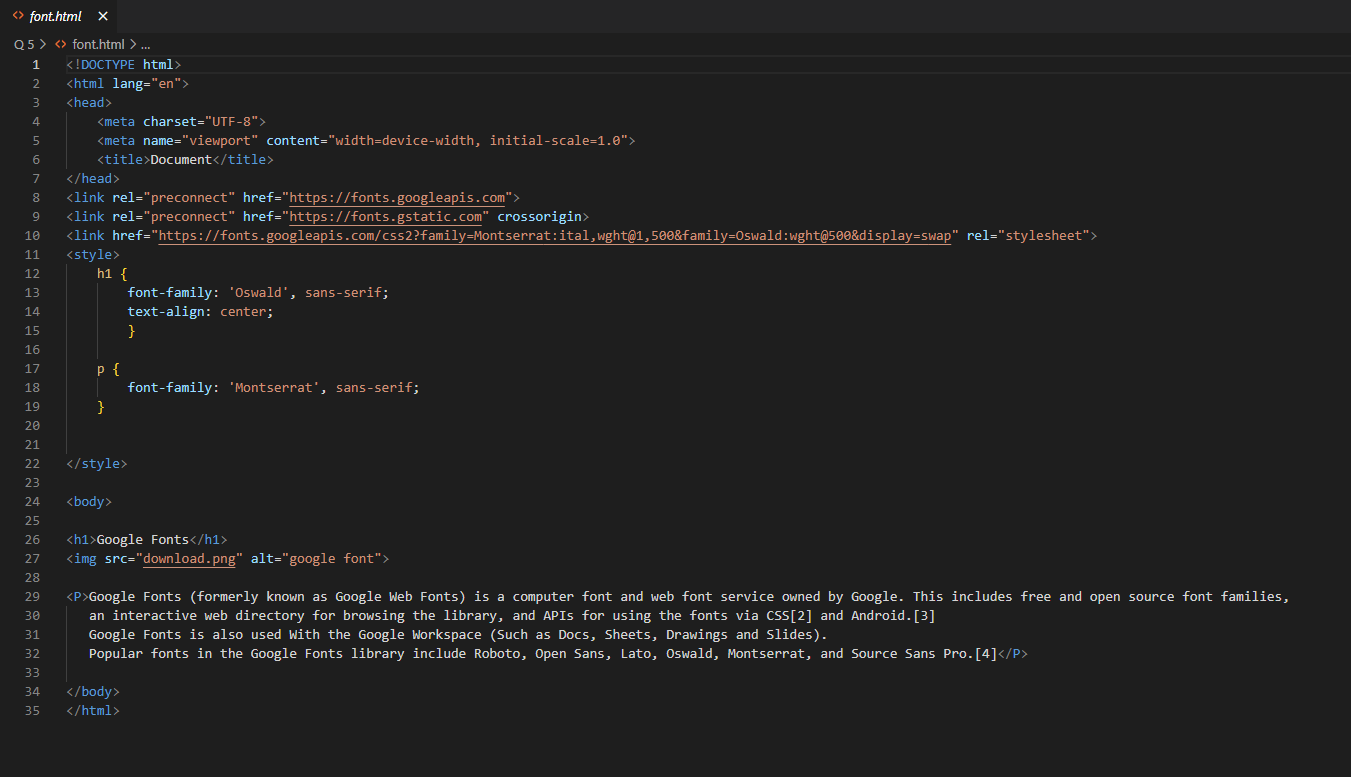 font.html
Q 5 > font.html > ...
1 <!DOCTYPE html>
2 <html lang="en">
3 <head>
4     <meta charset="UTF-8">
5     <meta name="viewport" content="width=device-width, initial-scale=1.0">
6     <title>Document</title>
7 </head>
8 <link rel="preconnect" href="https://fonts.googleapis.com">
9 <link rel="preconnect" href="https://fonts.gstatic.com" crossorigin>
10 <link href="https://fonts.googleapis.com/css2?family=Montserrat:ital,wght@1,500&family=Oswald:wght@500&display=swap" rel="stylesheet">
11 <style>
12     h1 {
13         font-family: 'Oswald', sans-serif;
14         text-align: center;
15         }
16
17     p {
18         font-family: 'Montserrat', sans-serif;
19     }
20
21
22 </style>
23
24 <body>
25
26 <h1>Google Fonts</h1>
27 <img src="download.png" alt="google font">
28
29 <P>Google Fonts (formerly known as Google Web Fonts) is a computer font and web font service owned by Google. This includes free and open source font families,
30    an interactive web directory for browsing the library, and APIs for using the fonts via CSS[2] and Android.[3]
31    Google Fonts is also used With the Google Workspace (Such as Docs, Sheets, Drawings and Slides).
32    Popular fonts in the Google Fonts library include Roboto, Open Sans, Lato, Oswald, Montserrat, and Source Sans Pro.[4]</P>
33
34 </body>
35 </html>